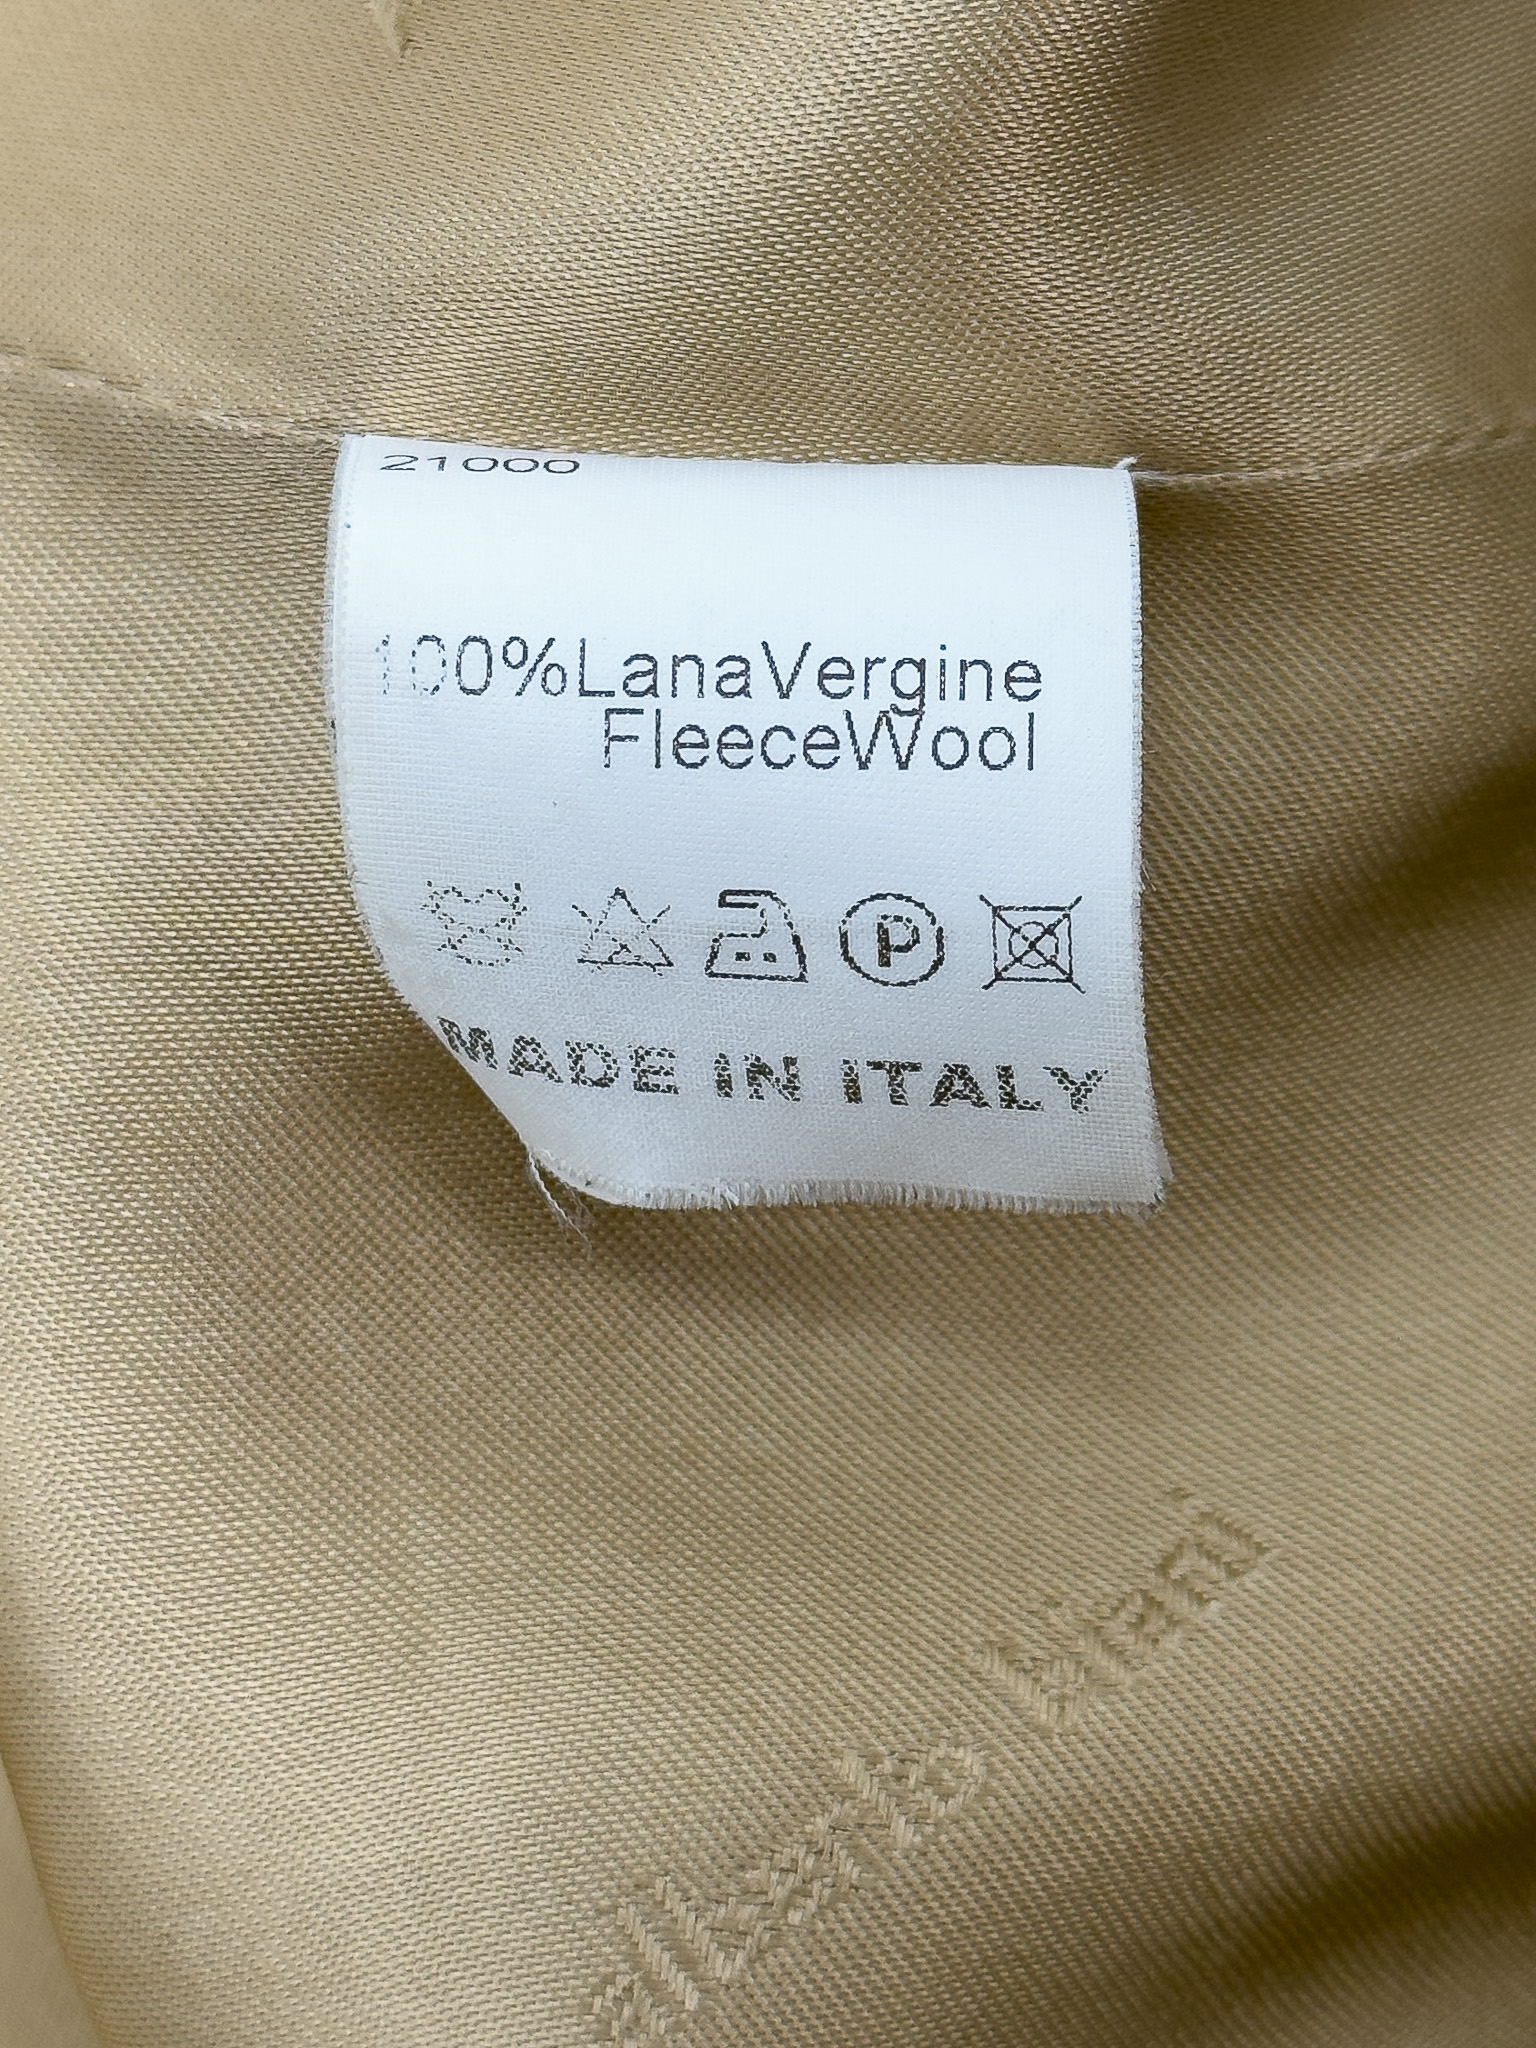 21000
100%LanaVergine
FleeceWool
P
MADE IN ITALY